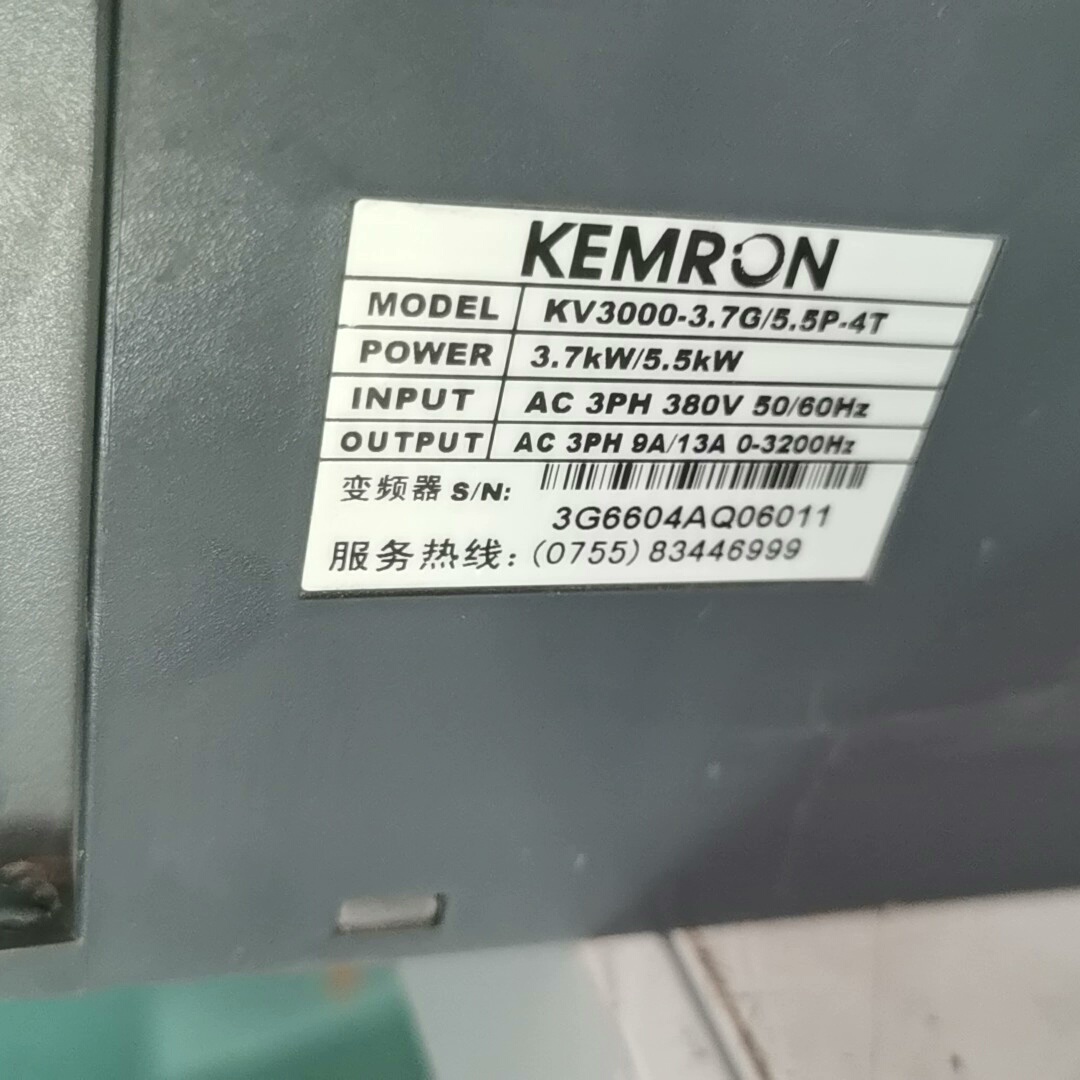 KEMRON
MODEL KV3000-3.7G/5.5P-4T
POWER 3.7kW/5.5kW
INPUT AC 3PH 380V 50/60Hz
OUTPUT AC 3PH 9A/13A 0-3200Hz
变频器 S/N:
3G6604AQ06011
服务热线:(0755)83446999